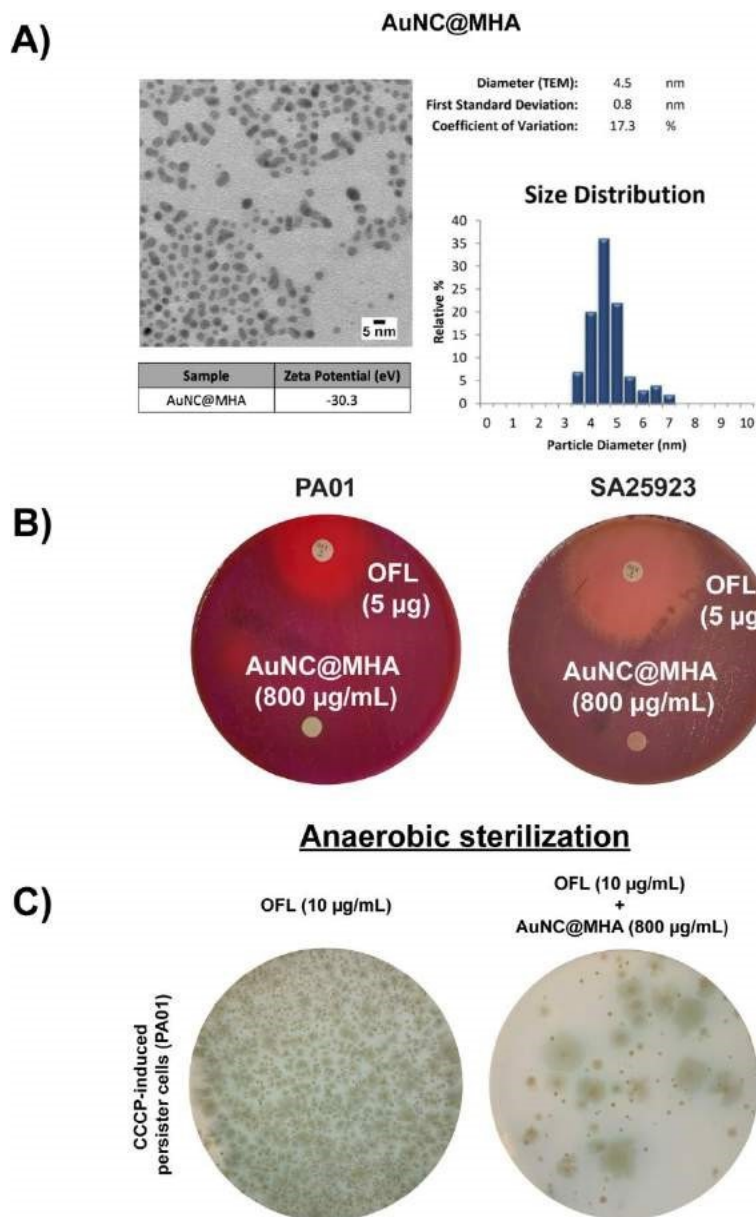 AuNC@MHA
A)
Diameter (TEM): 4.5 nm
First Standard Deviation: 0.8 nm
Coefficient of Variation: 17.3 %
5 nm
Size Distribution
Relative %
40
35
30
25
20
15
10
5
0
0 1 2 3 4 5 6 7 8 9 10
Particle Diameter (nm)
Sample Zeta Potential (eV)
AuNC@MHA -30.3
B)
PA01 SA25923
OFL
(5 µg)
AuNC@MHA
(800 µg/mL)
OFL
(5 µg
AuNC@MHA
(800 µg/mL)
Anaerobic sterilization
C)
OFL (10 µg/mL)
OFL (10 µg/mL)
+
AuNC@MHA (800 µg/mL)
CCCP-induced
persister cells (PA01)